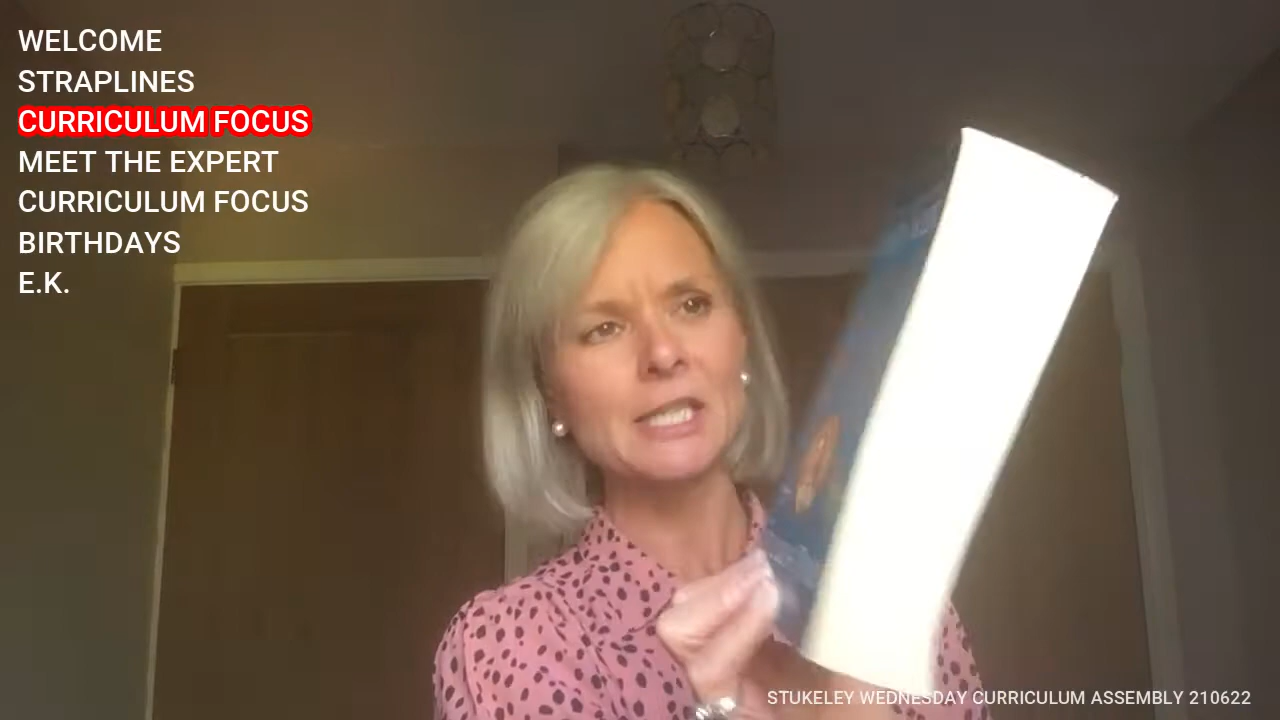 WELCOME
STRAPLINES
CURRICULUM FOCUS
MEET THE EXPERT
CURRICULUM FOCUS
BIRTHDAYS
E.K.
STUKELEY WEDNESDAY CURRICULUM ASSEMBLY 210622